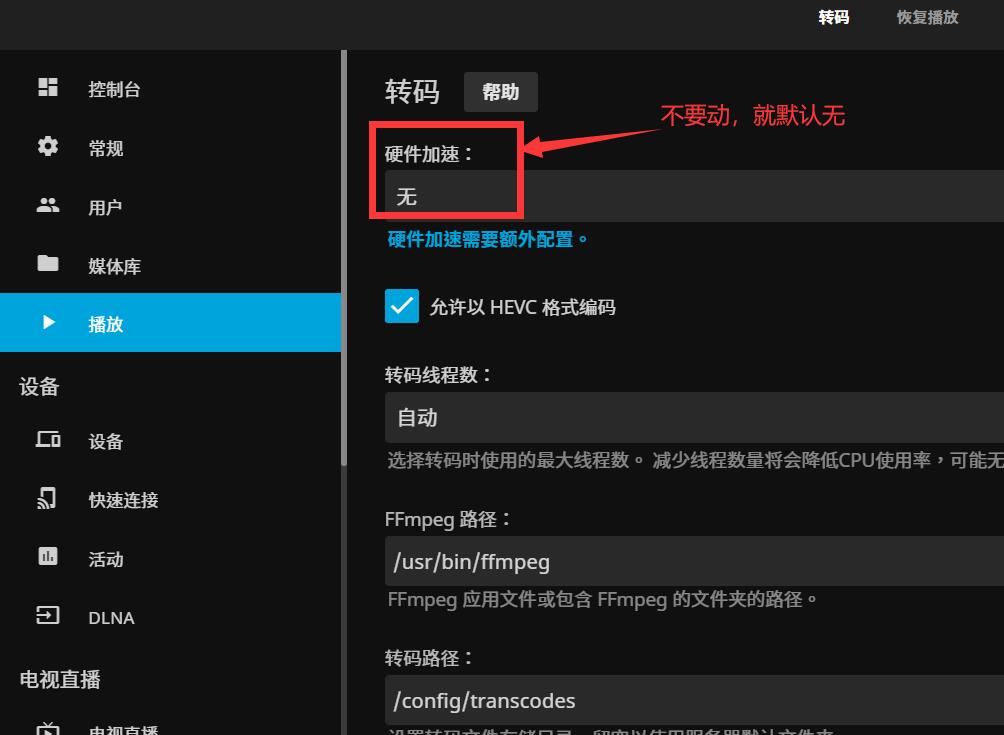 转码 恢复播放
控制台
常规
用户
媒体库
播放
设备
设备
快速连接
活动
DLNA
电视直播
电视直播
转码 帮助
不要动，就默认无
硬件加速：
无
硬件加速需要额外配置。
允许以 HEVC 格式编码
转码线程数：
自动
选择转码时使用的最大线程数。 减少线程数量将会降低CPU使用率，可能无
FFmpeg 路径：
/usr/bin/ffmpeg
FFmpeg 应用文件或包含 FFmpeg 的文件夹的路径。
转码路径：
/config/transcodes